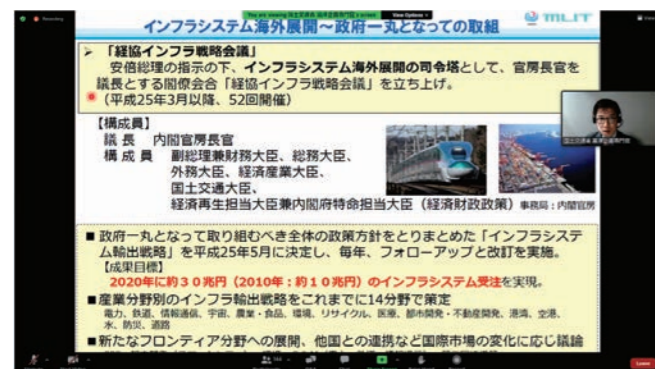 インフラシステム海外展開~政府一丸となっての取組
MLIT
View Options
➢ 「経協インフラ戦略会議」
安倍総理の指示の下、インフラシステム海外展開の司令塔として、官房長官を
議長とする閣僚会合「経協インフラ戦略会議」を立ち上げ。
(平成25年3月以降、52回開催)
【構成員】
議 長 内閣官房長官
構 成 員 副総理兼財務大臣、総務大臣、
外務大臣、経済産業大臣、
国土交通大臣、
経済再生担当大臣兼内閣府特命担当大臣(経済財政政策) 事務局:内閣官房
■ 政府一丸となって取り組むべき全体の政策方針をとりまとめた「インフラシステ
ム輸出戦略」を平成25年5月に決定し、毎年、フォローアップと改訂を実施。
【成果目標】
2020年に約30兆円(2010年:約10兆円)のインフラシステム受注を実現。
■ 産業分野別のインフラ輸出戦略をこれまでに14分野で策定
電力、鉄道、情報通信、宇宙、農業・食品、環境、リサイクル、医療、都市開発・不動産開発、港湾、空港、
水、防災、道路
■ 新たなフロンティア分野への展開、他国との連携など国際市場の変化に応じ議論
Leave